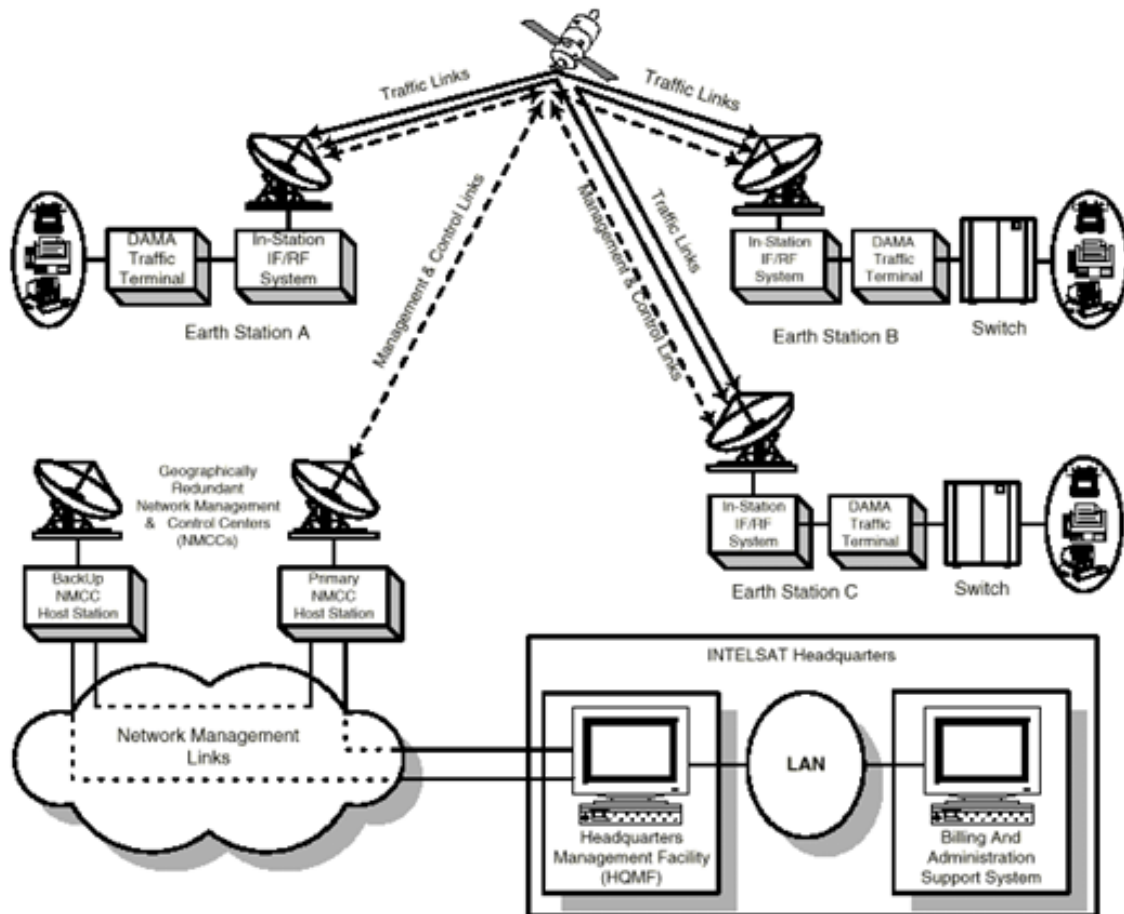 Traffic Links
Traffic Links
Management & Control Links
Management & Control Links
Traffic Links
DAMA
Traffic
Terminal
In-Station
IF/RF
System
Earth Station A
In-Station
IF/RF
System
DAMA
Traffic
Terminal
Earth Station B
Switch
Geographically
Redundant
Network Management
& Control Centers
(NMCCs)
BackUp
NMCC
Host Station
Primary
NMCC
Host Station
In-Station
IF/RF
System
DAMA
Traffic
Terminal
Earth Station C
Switch
Network Management
Links
INTELSAT Headquarters
Headquarters
Management Facility
(HQMF)
LAN
Billing And
Administration
Support System